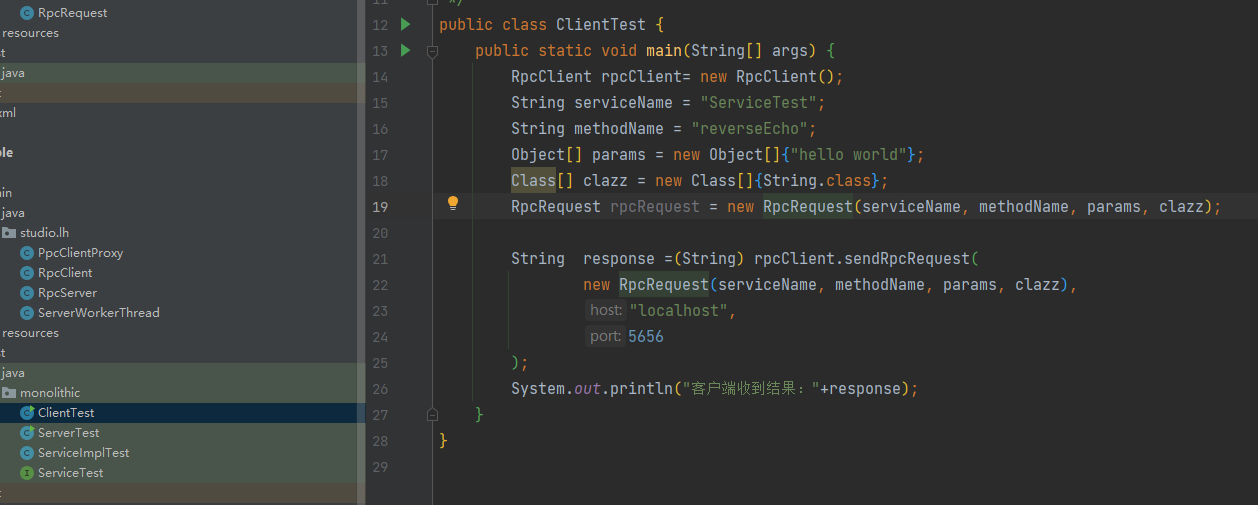 RpcRequest
resources
java
studio.lh
PpcClientProxy
RpcClient
RpcServer
ServerWorkerThread
resources
java
monolithic
ClientTest
ServerTest
ServiceImplTest
ServiceTest
*/
12 public class ClientTest {
13 public static void main(String[] args) {
14 RpcClient rpcClient= new RpcClient();
15 String serviceName = "ServiceTest";
16 String methodName = "reverseEcho";
17 Object[] params = new Object[]{"hello world"};
18 Class[] clazz = new Class[]{String.class};
19 RpcRequest rpcRequest = new RpcRequest(serviceName, methodName, params, clazz);
20
21 String  response =(String) rpcClient.sendRpcRequest(
22 new RpcRequest(serviceName, methodName, params, clazz),
23 host: "localhost",
24 port: 5656
25 );
26 System.out.println("客户端收到结果："+response);
27 }
28 }
29